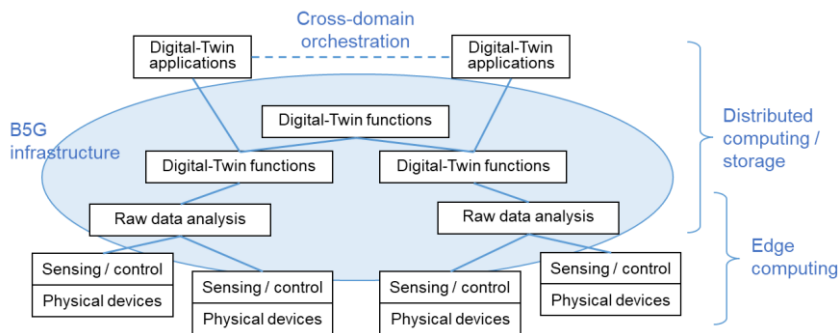 Cross-domain
orchestration
Digital-Twin
applications
Digital-Twin
applications
Digital-Twin functions
B5G
infrastructure
Distributed
computing /
storage
Digital-Twin functions
Digital-Twin functions
Raw data analysis
Raw data analysis
Edge
computing
Sensing / control
Physical devices
Sensing / control
Physical devices
Sensing / control
Physical devices
Sensing / control
Physical devices